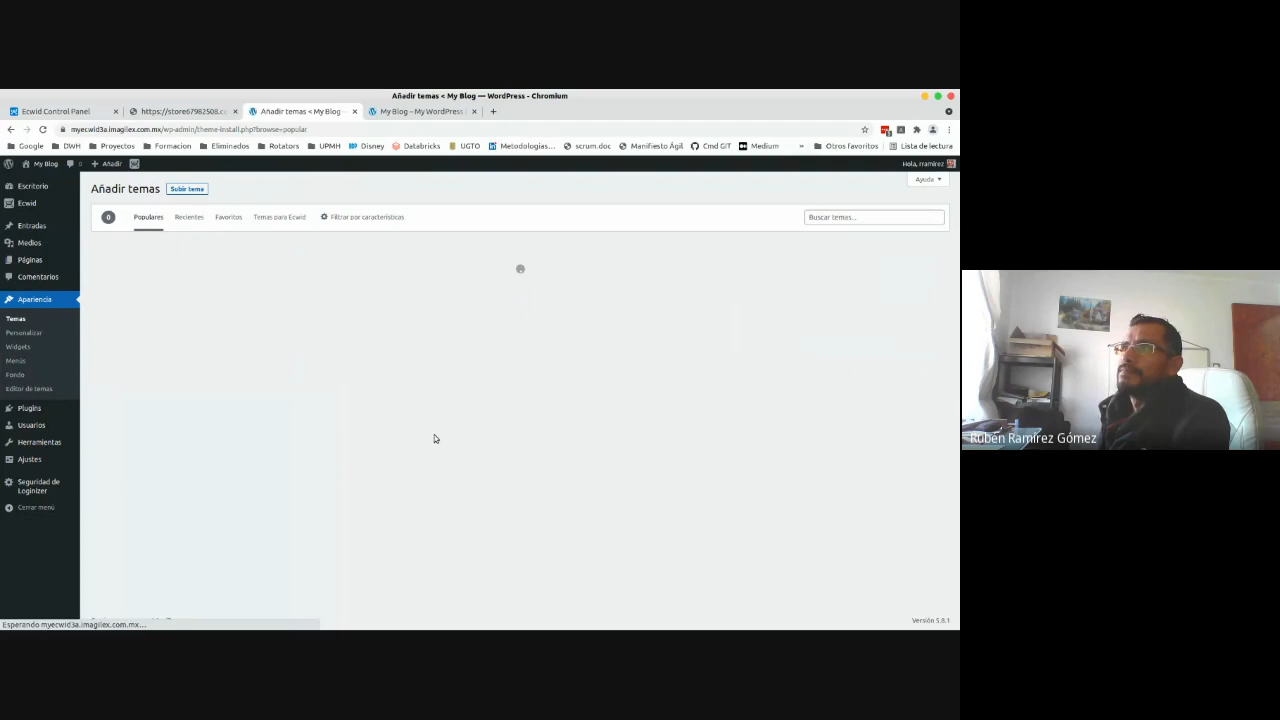 Añadir temas < My Blog — WordPress - Chromium
Ecwid Control Panel
https://store67982508.c
Añadir temas < My Blog
My Blog – My WordPress
myecwid3a.imagilex.com.mx/wp-admin/theme-install.php?browse=popular
Google
DWH
Proyectos
Formacion
Eliminados
Rotators
UPMH
Disney
Databricks
UGTO
Metodologías...
scrum.doc
Manifiesto Ágil
Cmd GIT
Medium
»
Otros favoritos
Lista de lectura
My Blog
0
Añadir
Hola, rramirez
Escritorio
Ecwid
Entradas
Medios
Páginas
Comentarios
Apariencia
Temas
Personalizar
Widgets
Menús
Fondo
Editor de temas
Plugins
Usuarios
Herramientas
Ajustes
Seguridad de
Loginizer
Cerrar menú
Añadir temas
Subir tema
Ayuda
0
Populares
Recientes
Favoritos
Temas para Ecwid
Filtrar por características
Buscar temas...
Esperando myecwid3a.imagilex.com.mx...
Versión 5.8.1
Rubén Ramírez Gómez